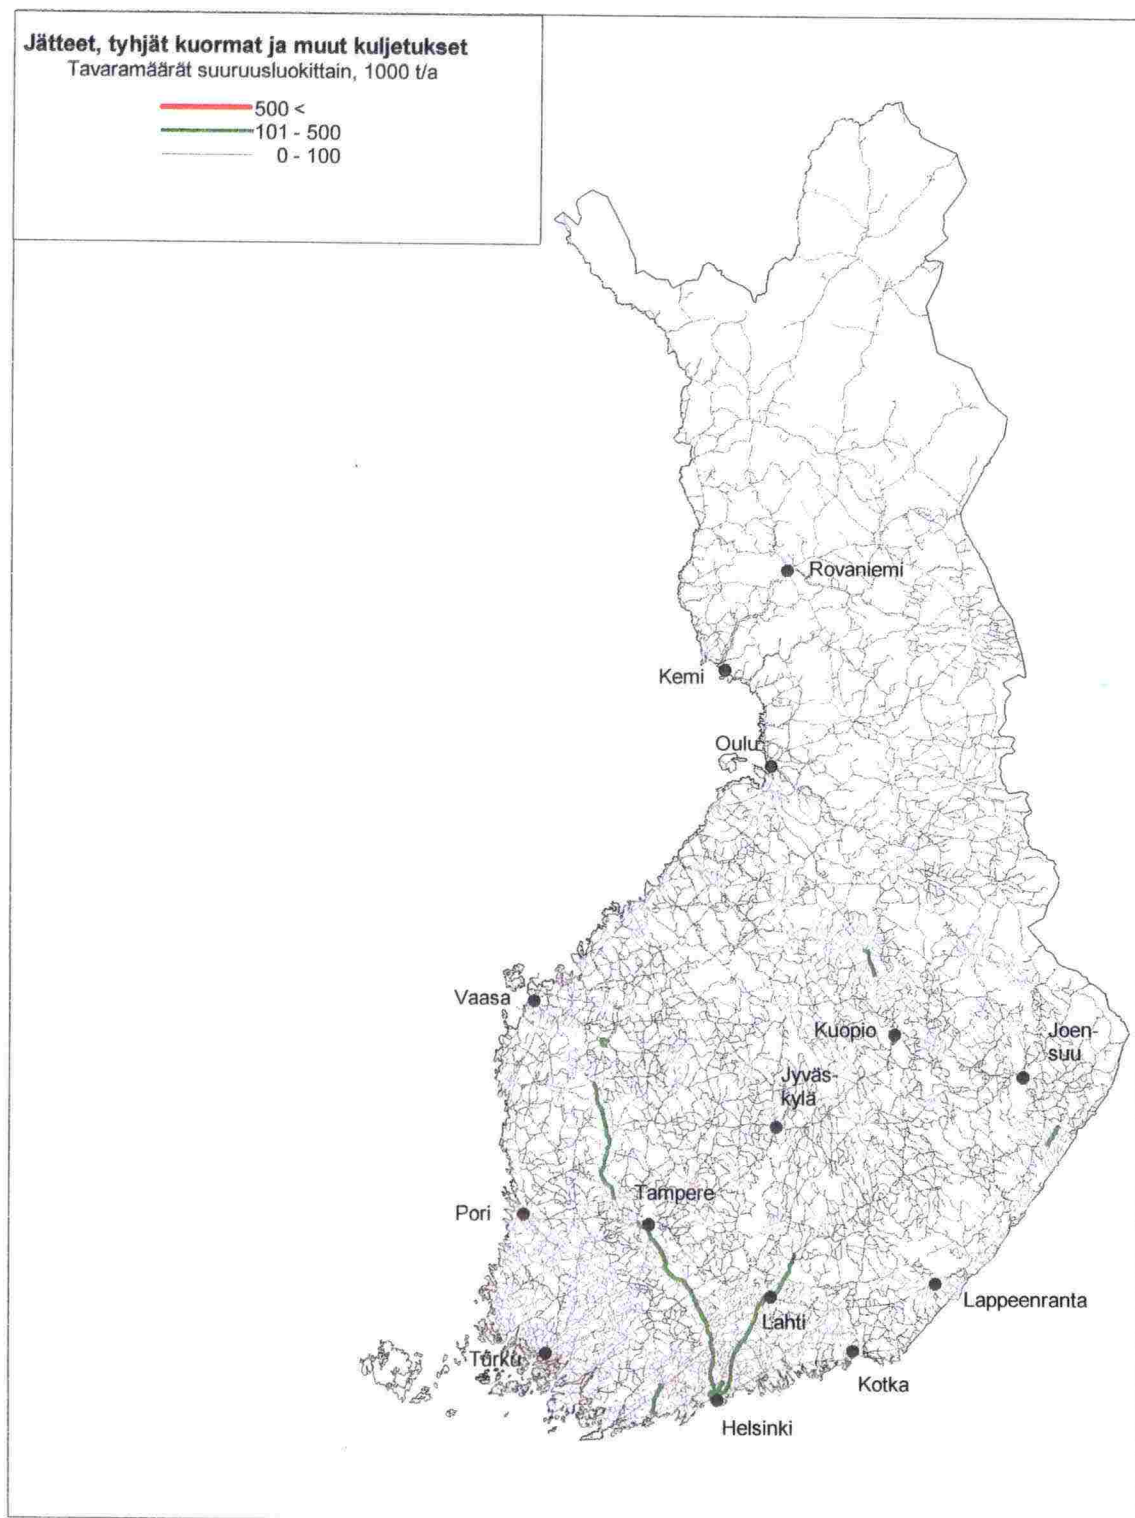 Jätteet, tyhjät kuormat ja muut kuljetukset
Tavaramäärät suuruusluokittain, 1000 t/a
500 <
101 - 500
0 - 100
Rovaniemi
Kemi
Oulu
Vaasa
Kuopio
Joen-
suu
Jyväs-
kylä
Tampere
Pori
Lappeenranta
Lahti
Turku
Kotka
Helsinki